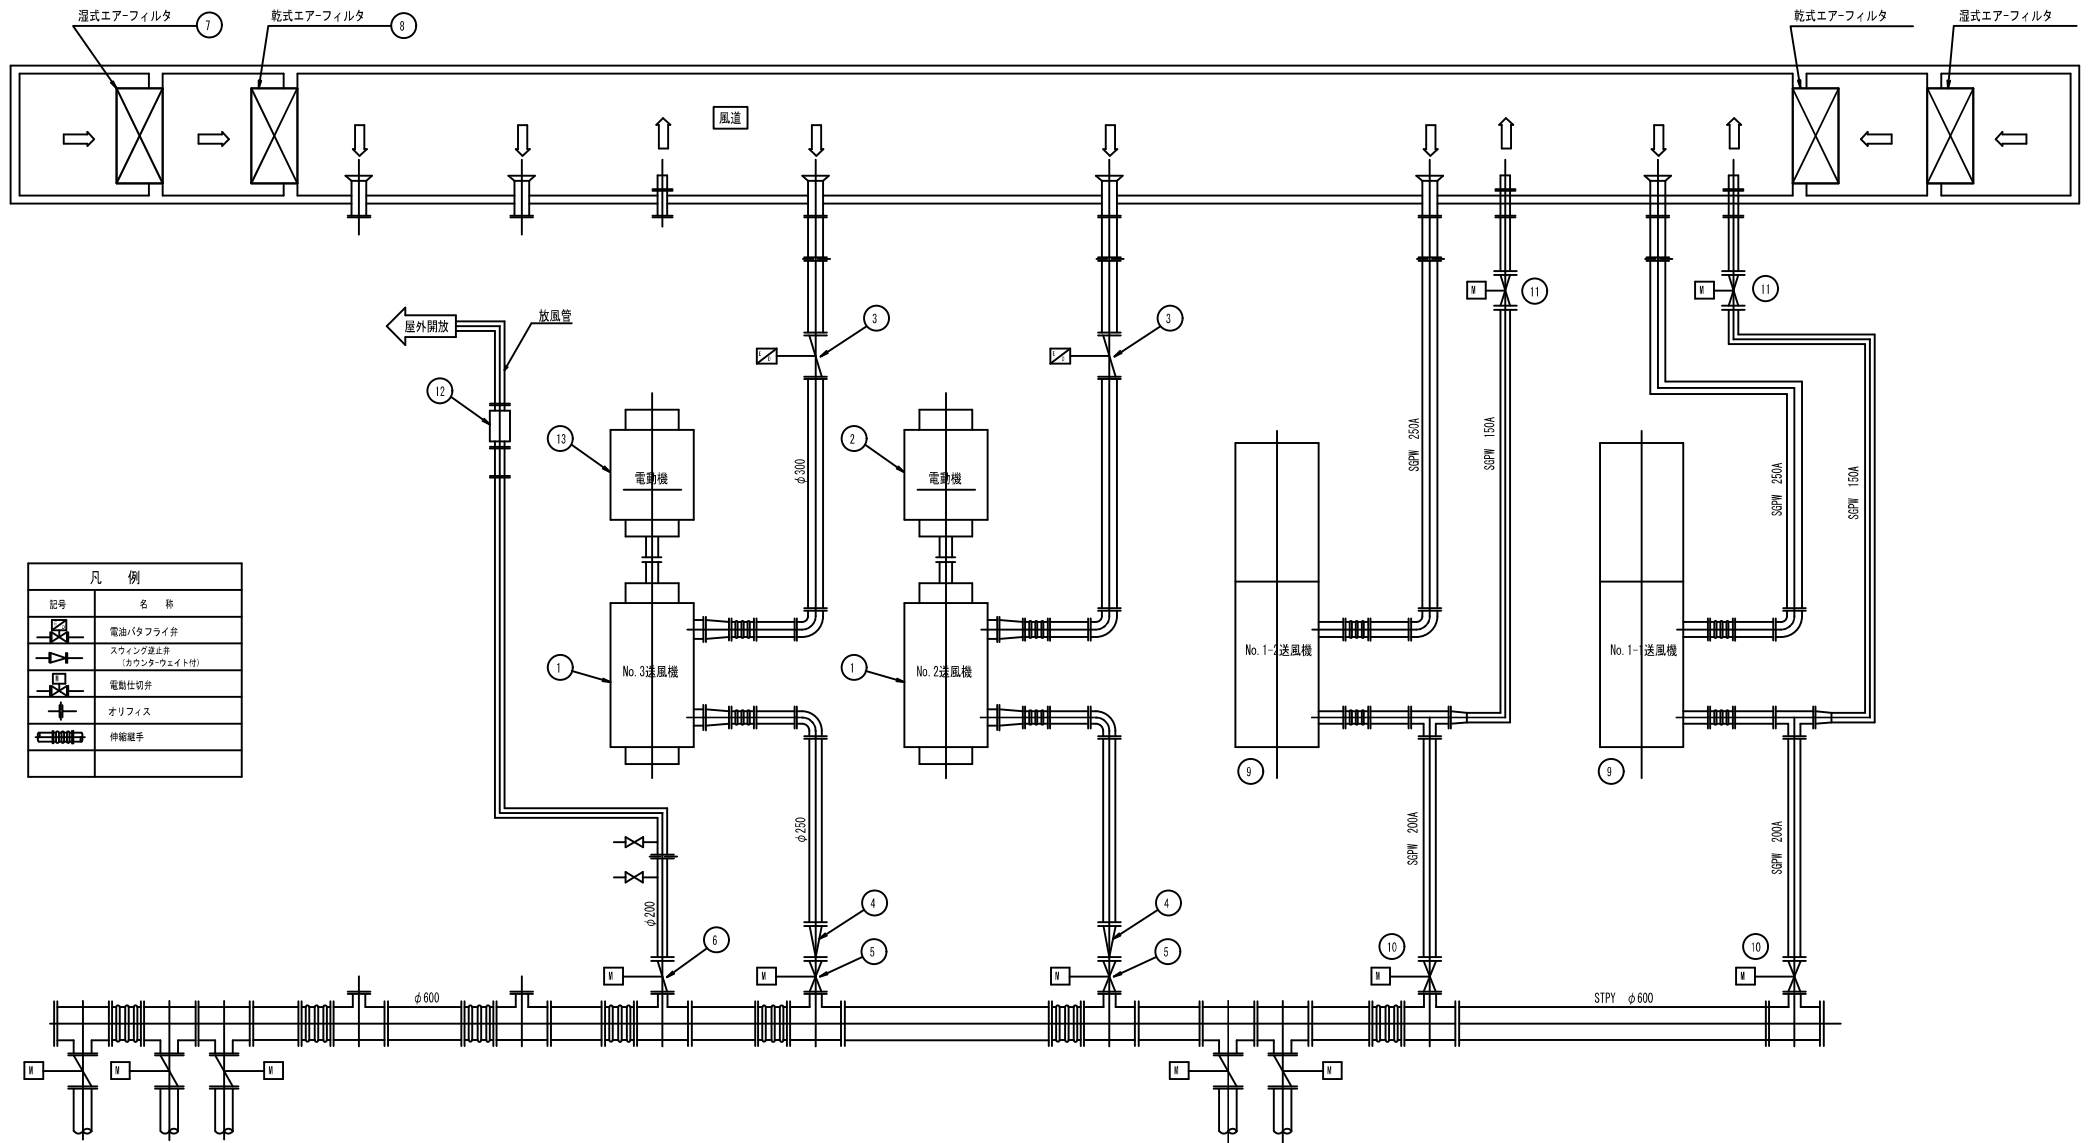 湿式エアーフィルタ
7
乾式エアーフィルタ
8
乾式エアーフィルタ
湿式エアーフィルタ
風道
M
11
M
11
屋外開放
放風管
3
3
12
13
2
電動機
電動機
φ300
SGPW 250A
SGPW 150A
SGPW 250A
SGPW 150A
凡 例
記号
名 称
電油バタフライ弁
スウィング逆止弁
(カウンターウェイト付)
M
電動仕切弁
オリフィス
伸縮継手
1
No.3送風機
1
No.2送風機
No.1-2送風機
No.1-1送風機
9
9
φ250
SGPW 200A
SGPW 200A
φ200
4
4
6
5
5
10
10
M
M
M
M
M
φ600
STPY φ600
M
M
M
M
M